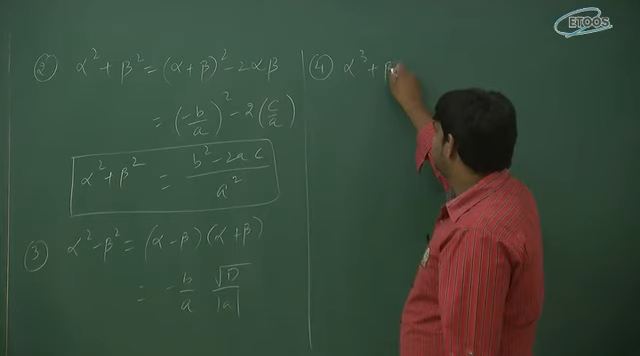 ETOOS
② α² + β² = (α + β)² - 2αβ
= (-b/a)² - 2(c/a)
α² + β² = (b² - 2ac)/a²
③ α² - β² = (α - β)(α + β)
= -b/a √D/|a|
④ α³ + β